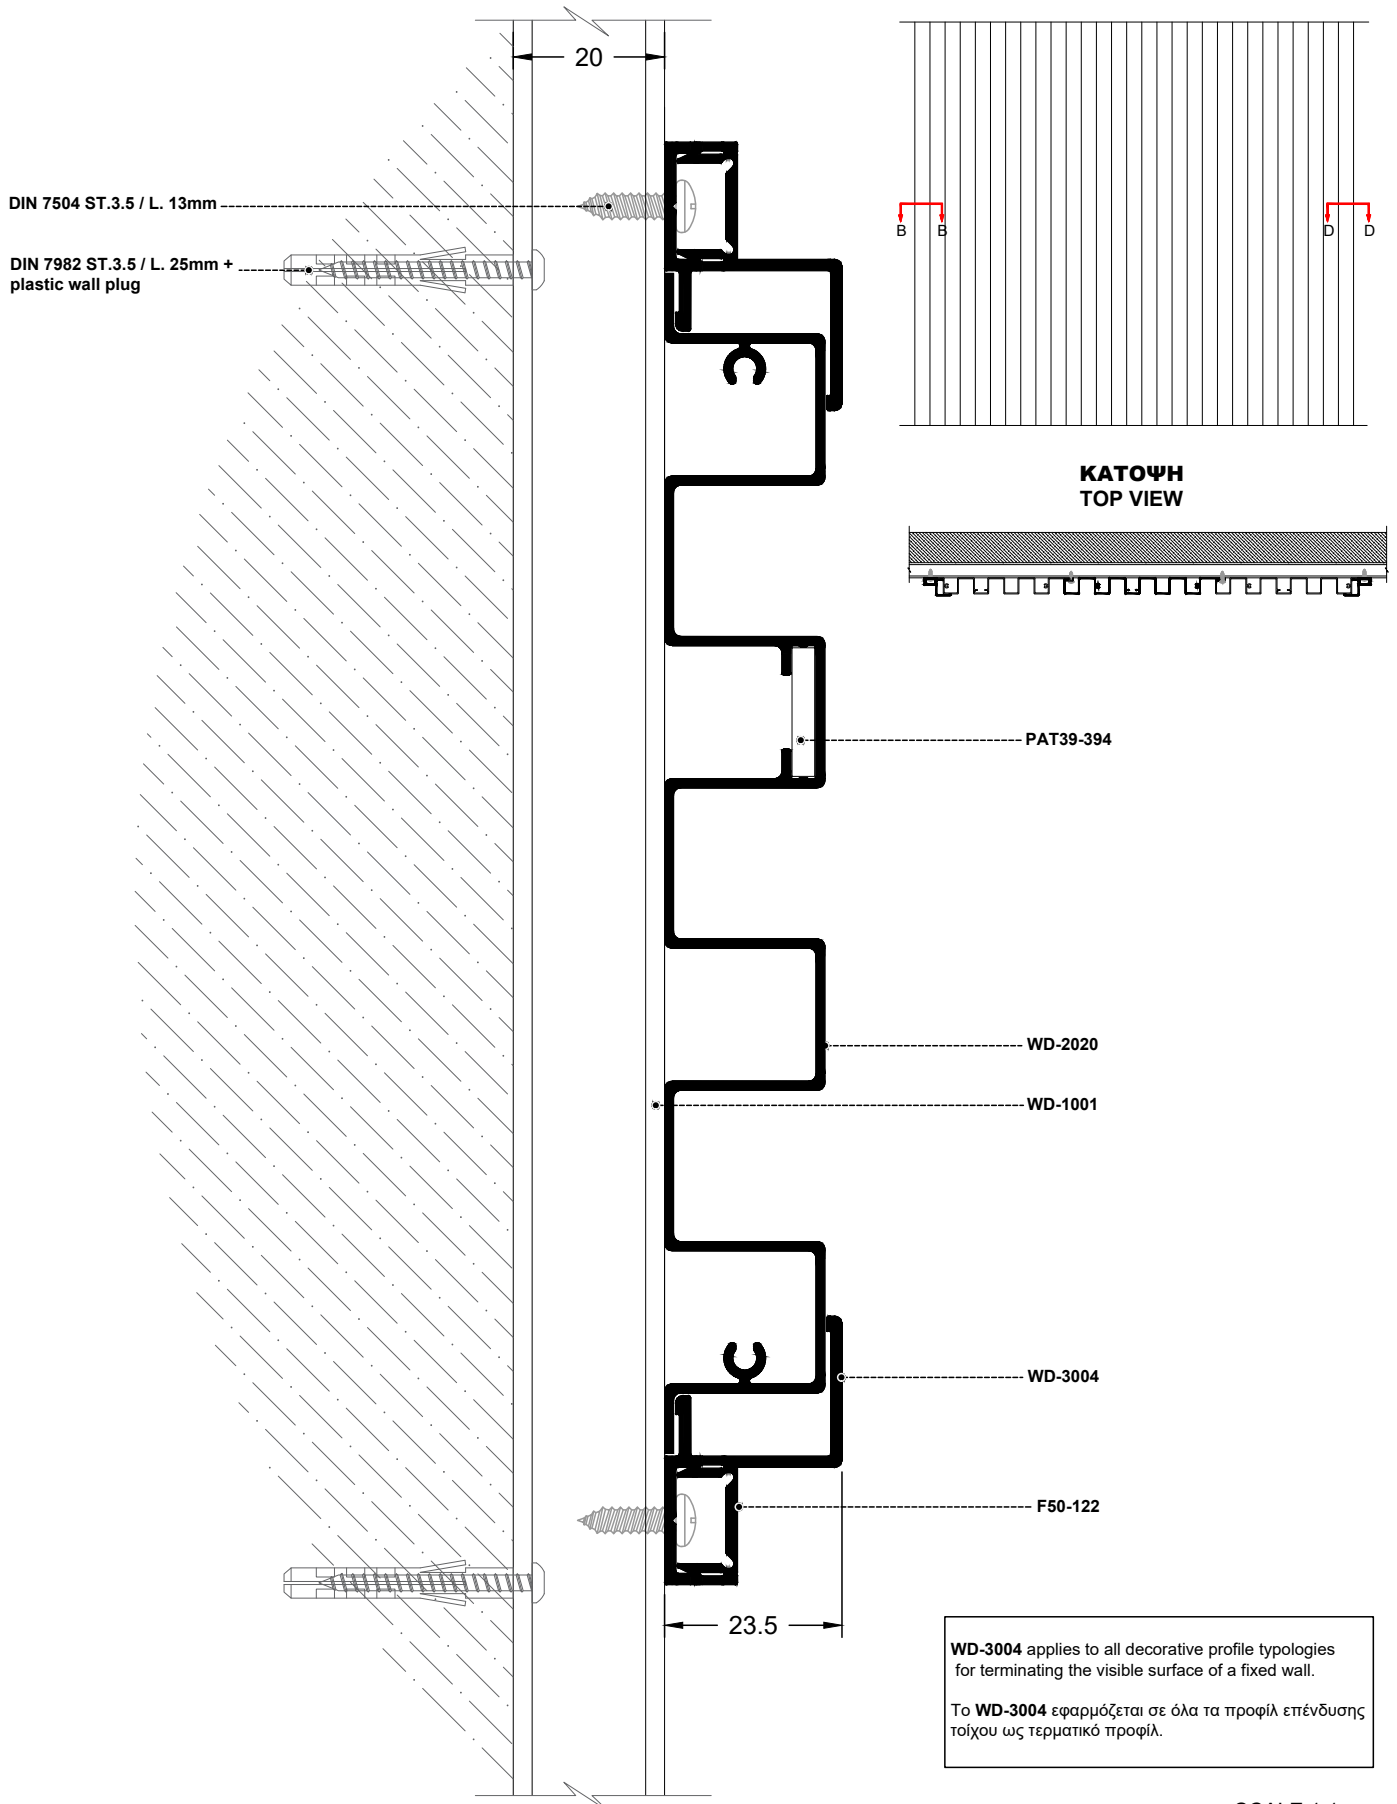 20
DIN 7504 ST.3.5 / L. 13mm
DIN 7982 ST.3.5 / L. 25mm +
plastic wall plug
B B D D
ΚΑΤΟΨΗ
TOP VIEW
PAT39-394
WD-2020
WD-1001
WD-3004
F50-122
23.5
WD-3004 applies to all decorative profile typologies
for terminating the visible surface of a fixed wall.
Το WD-3004 εφαρμόζεται σε όλα τα προφίλ επένδυσης
τοίχου ως τερματικό προφίλ.